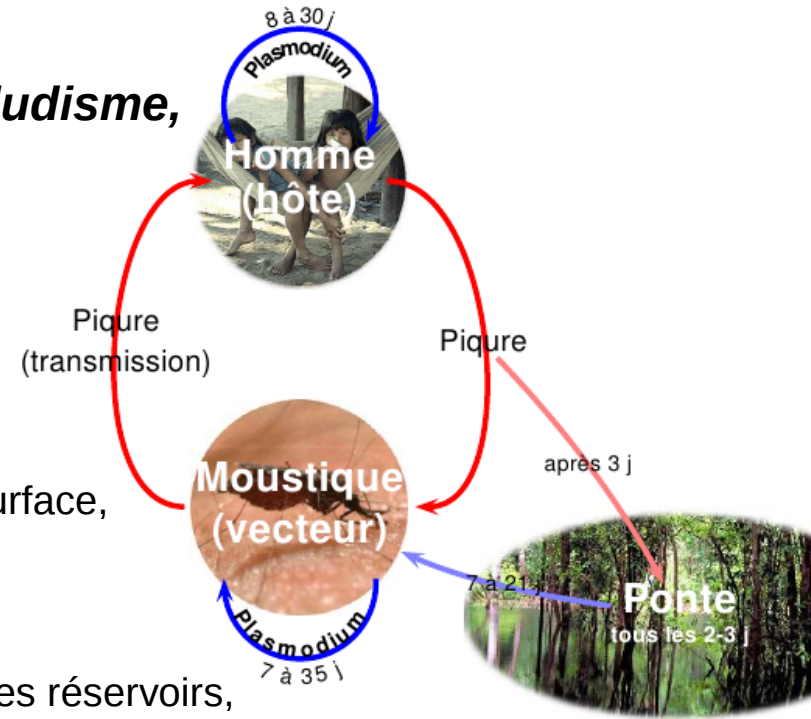 8 à 30 j
Plasmodium
ludisme,
Homme
(hôte)
Piqure
(transmission)
Piqure
après 3 j
Moustique
(vecteur)
urface,
7 à 21
Ponte
tous les 2-3 j
Plasmodium
7 à 35 j
es réservoirs,